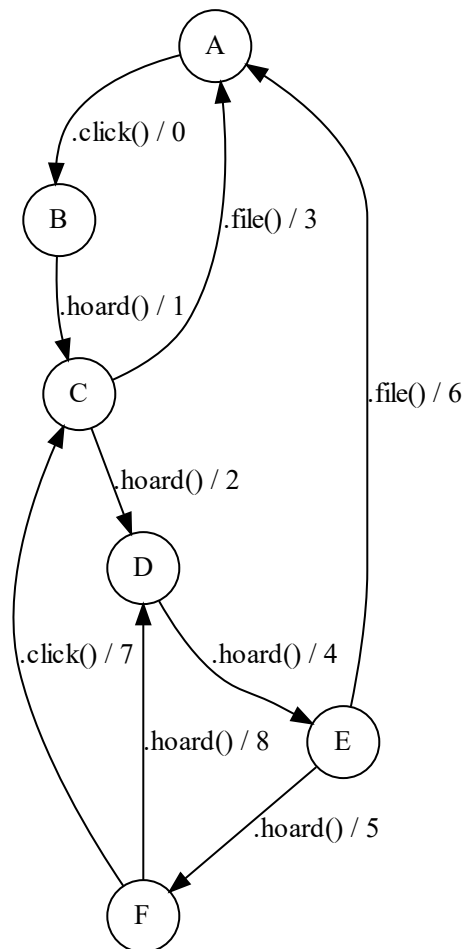 A
.click() / 0
B
.file() / 3
.hoard() / 1
C
.file() / 6
.hoard() / 2
D
.click() / 7
.hoard() / 4
.hoard() / 8
E
.hoard() / 5
F